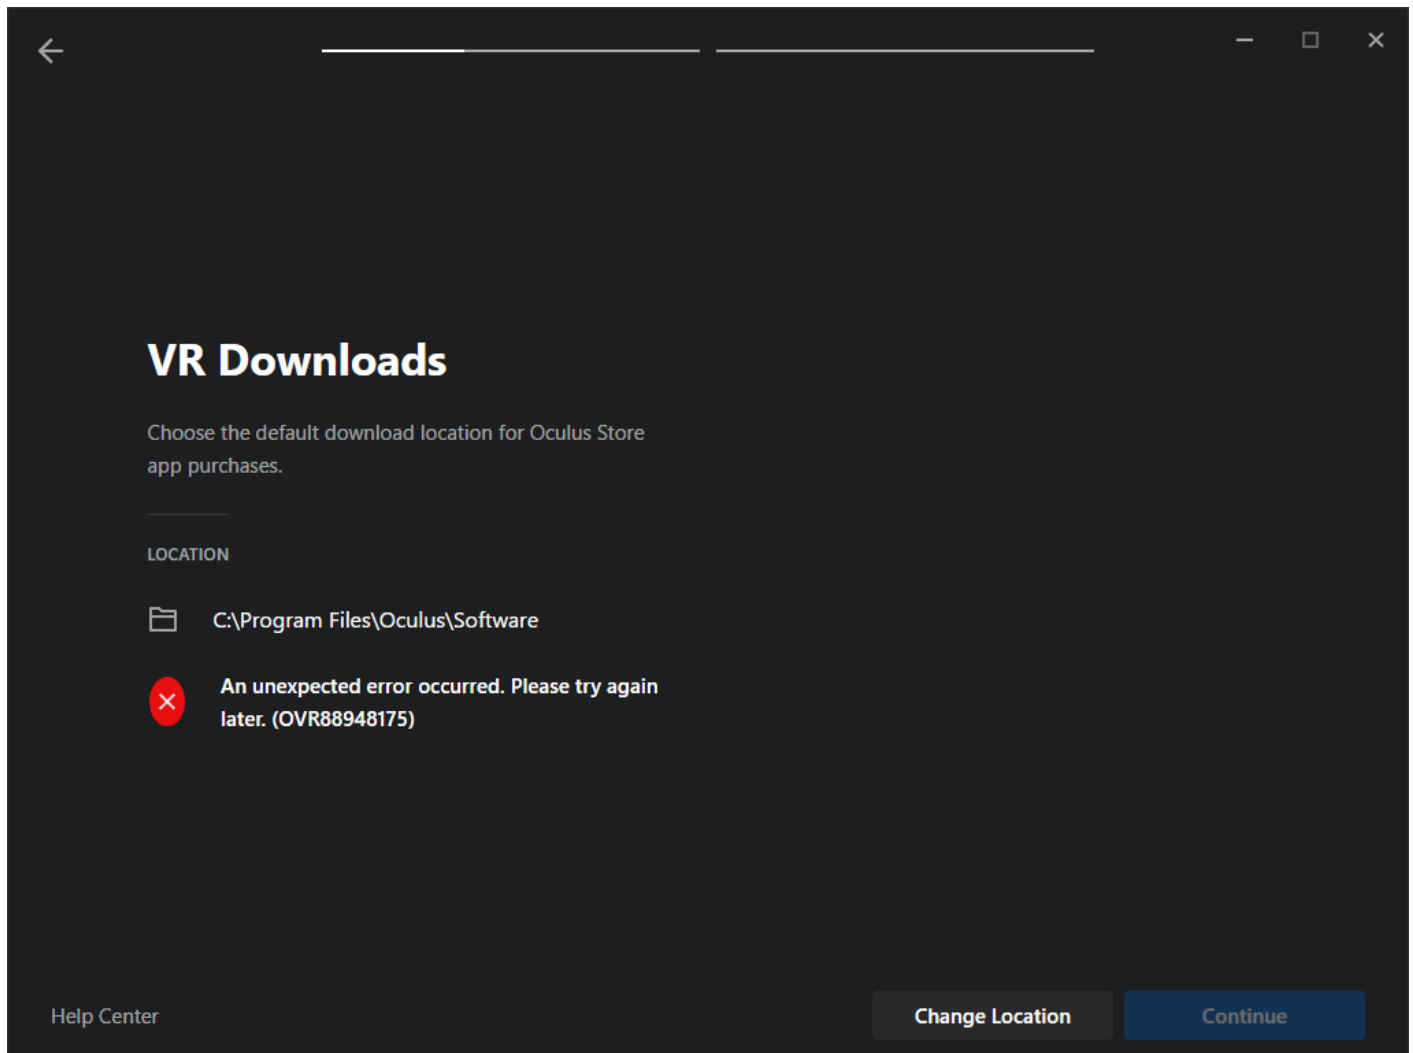 VR Downloads
Choose the default download location for Oculus Store
app purchases.
LOCATION
C:\Program Files\Oculus\Software
An unexpected error occurred. Please try again
later. (OVR88948175)
Help Center
Change Location
Continue